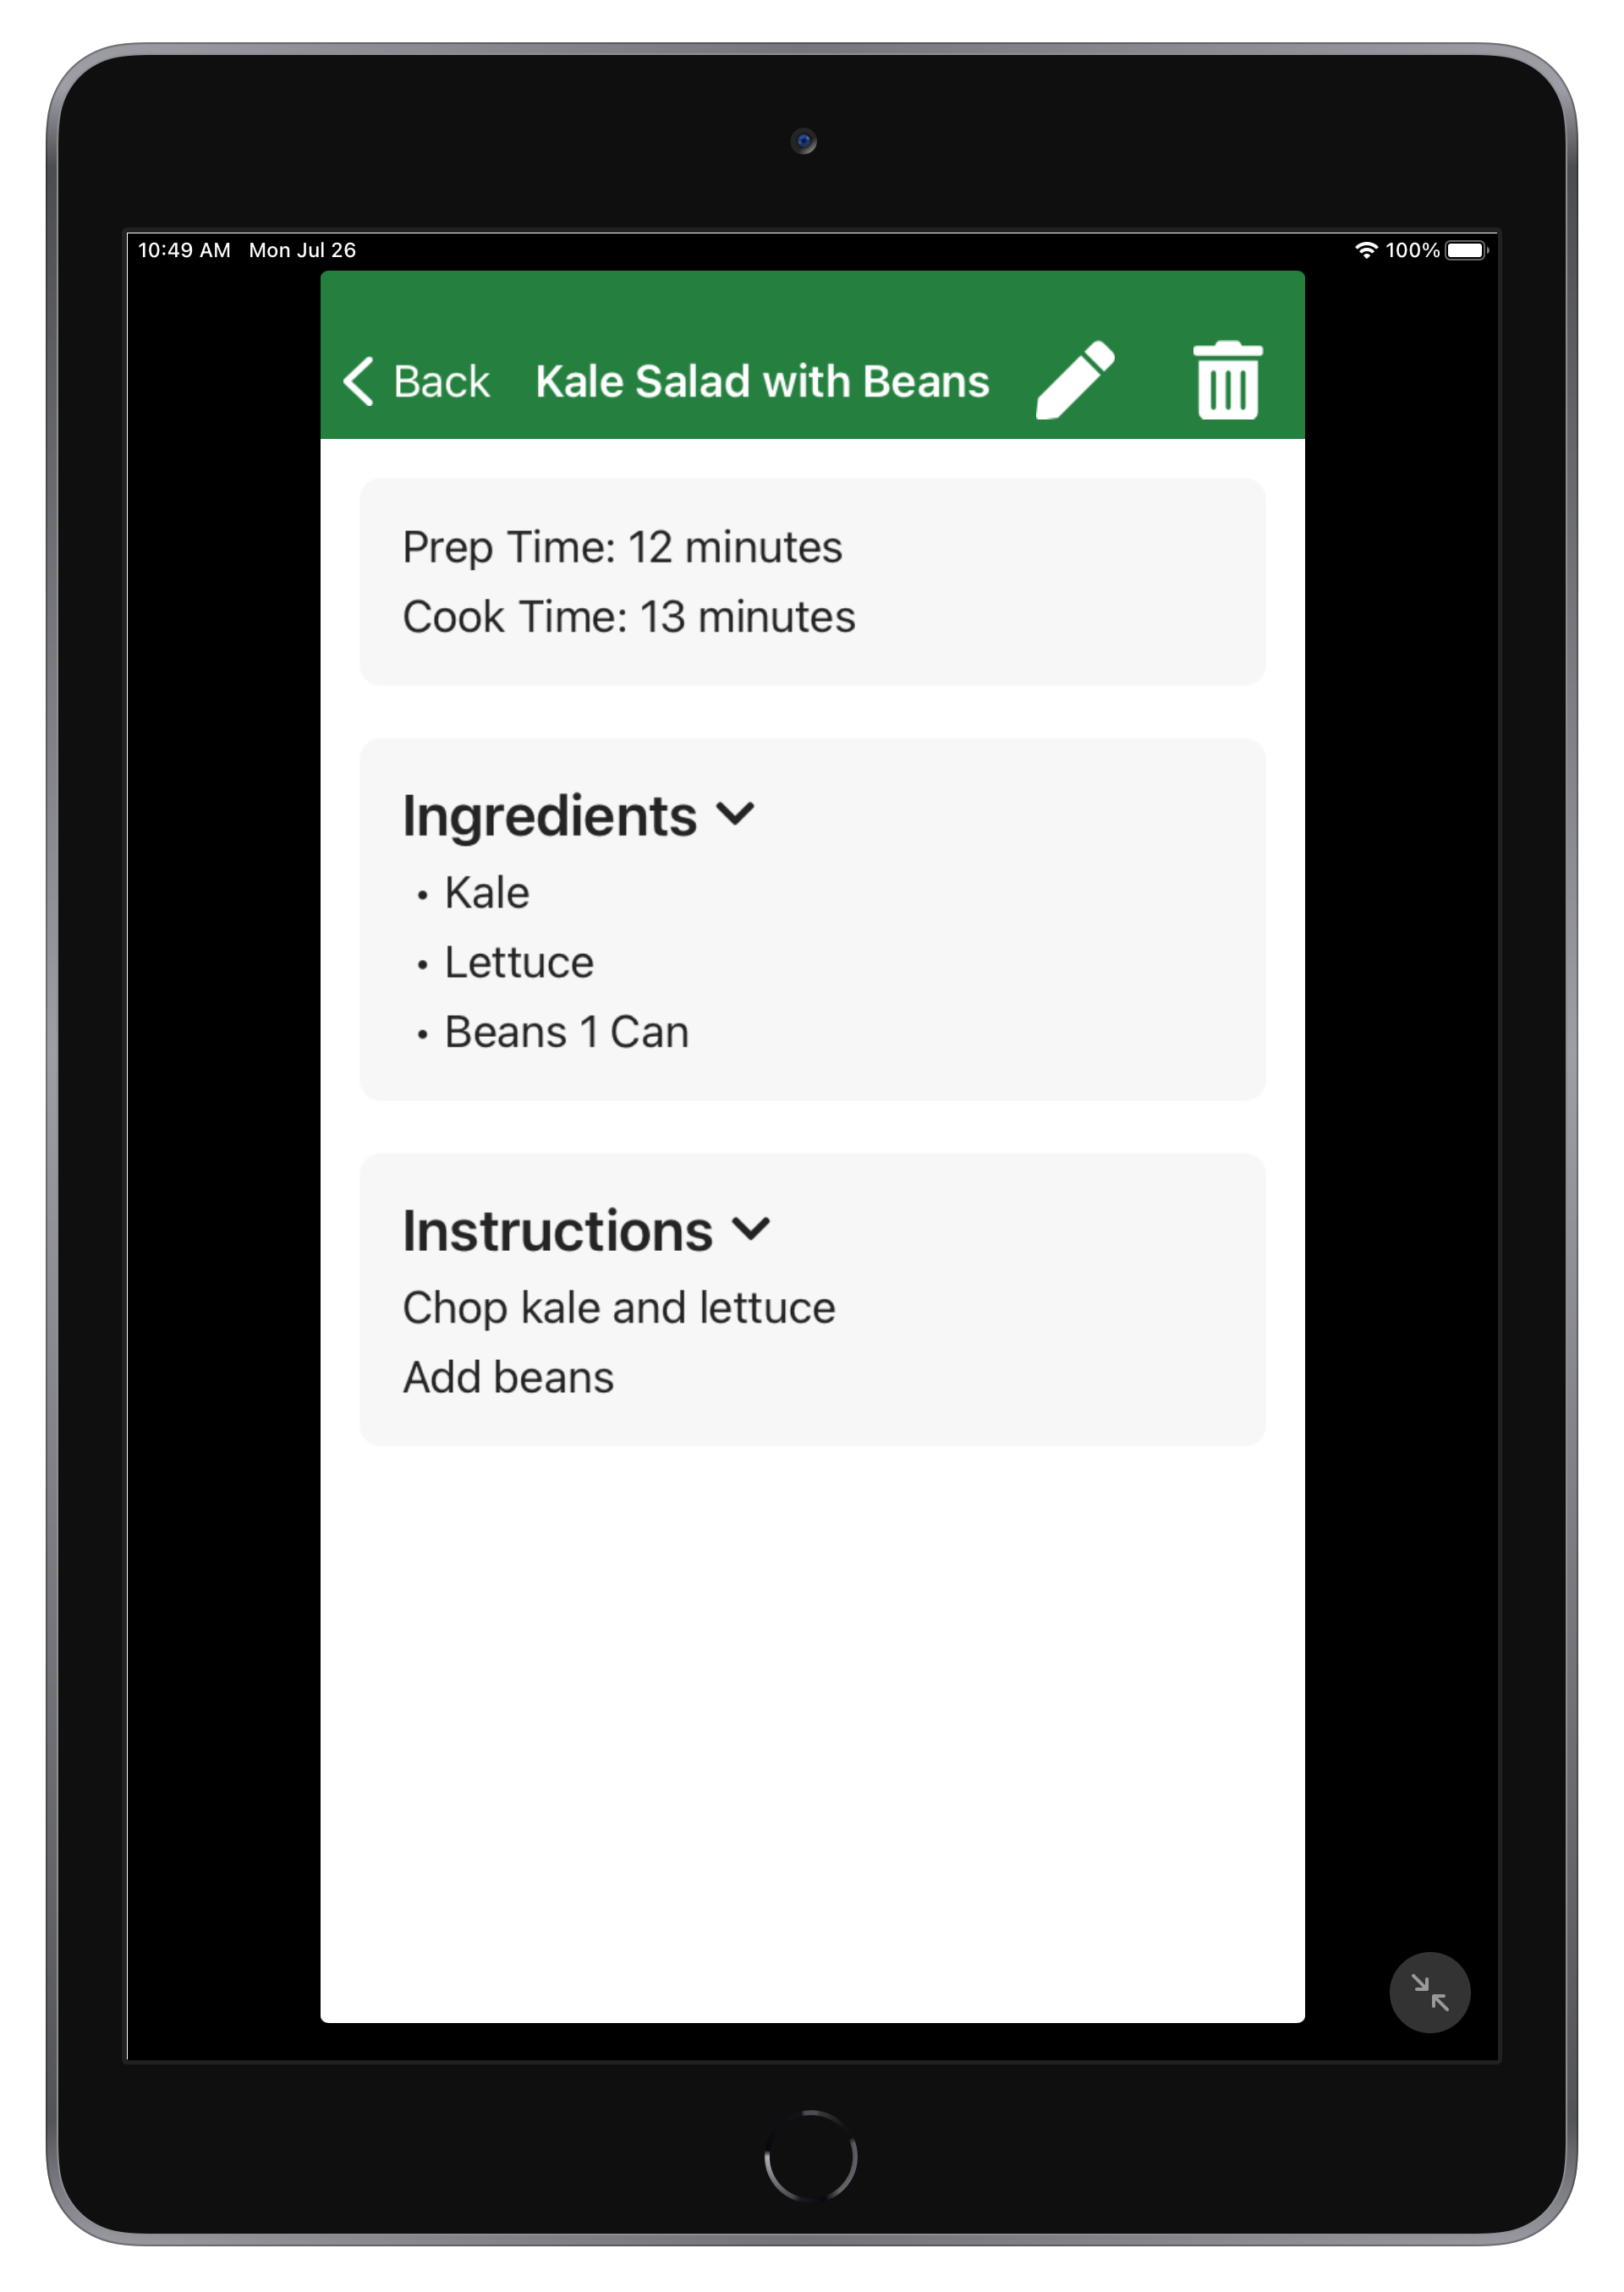 10:49 AM Mon Jul 26 100%
Back Kale Salad with Beans
Prep Time: 12 minutes
Cook Time: 13 minutes
Ingredients
• Kale
• Lettuce
• Beans 1 Can
Instructions
Chop kale and lettuce
Add beans